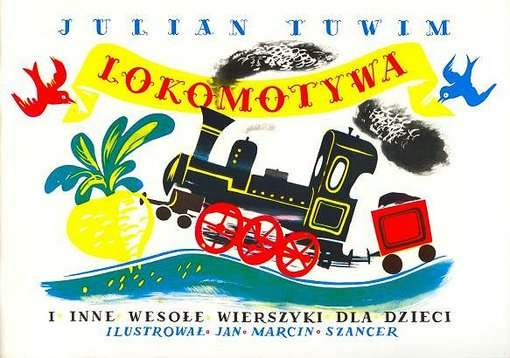 JULIAN TUWIM
LOKOMOTYWA
I · INNE WESOŁE WIERSZYKI DLA DZIECI
ILUSTROWAŁ · JAN · MARCIN · SZANCER